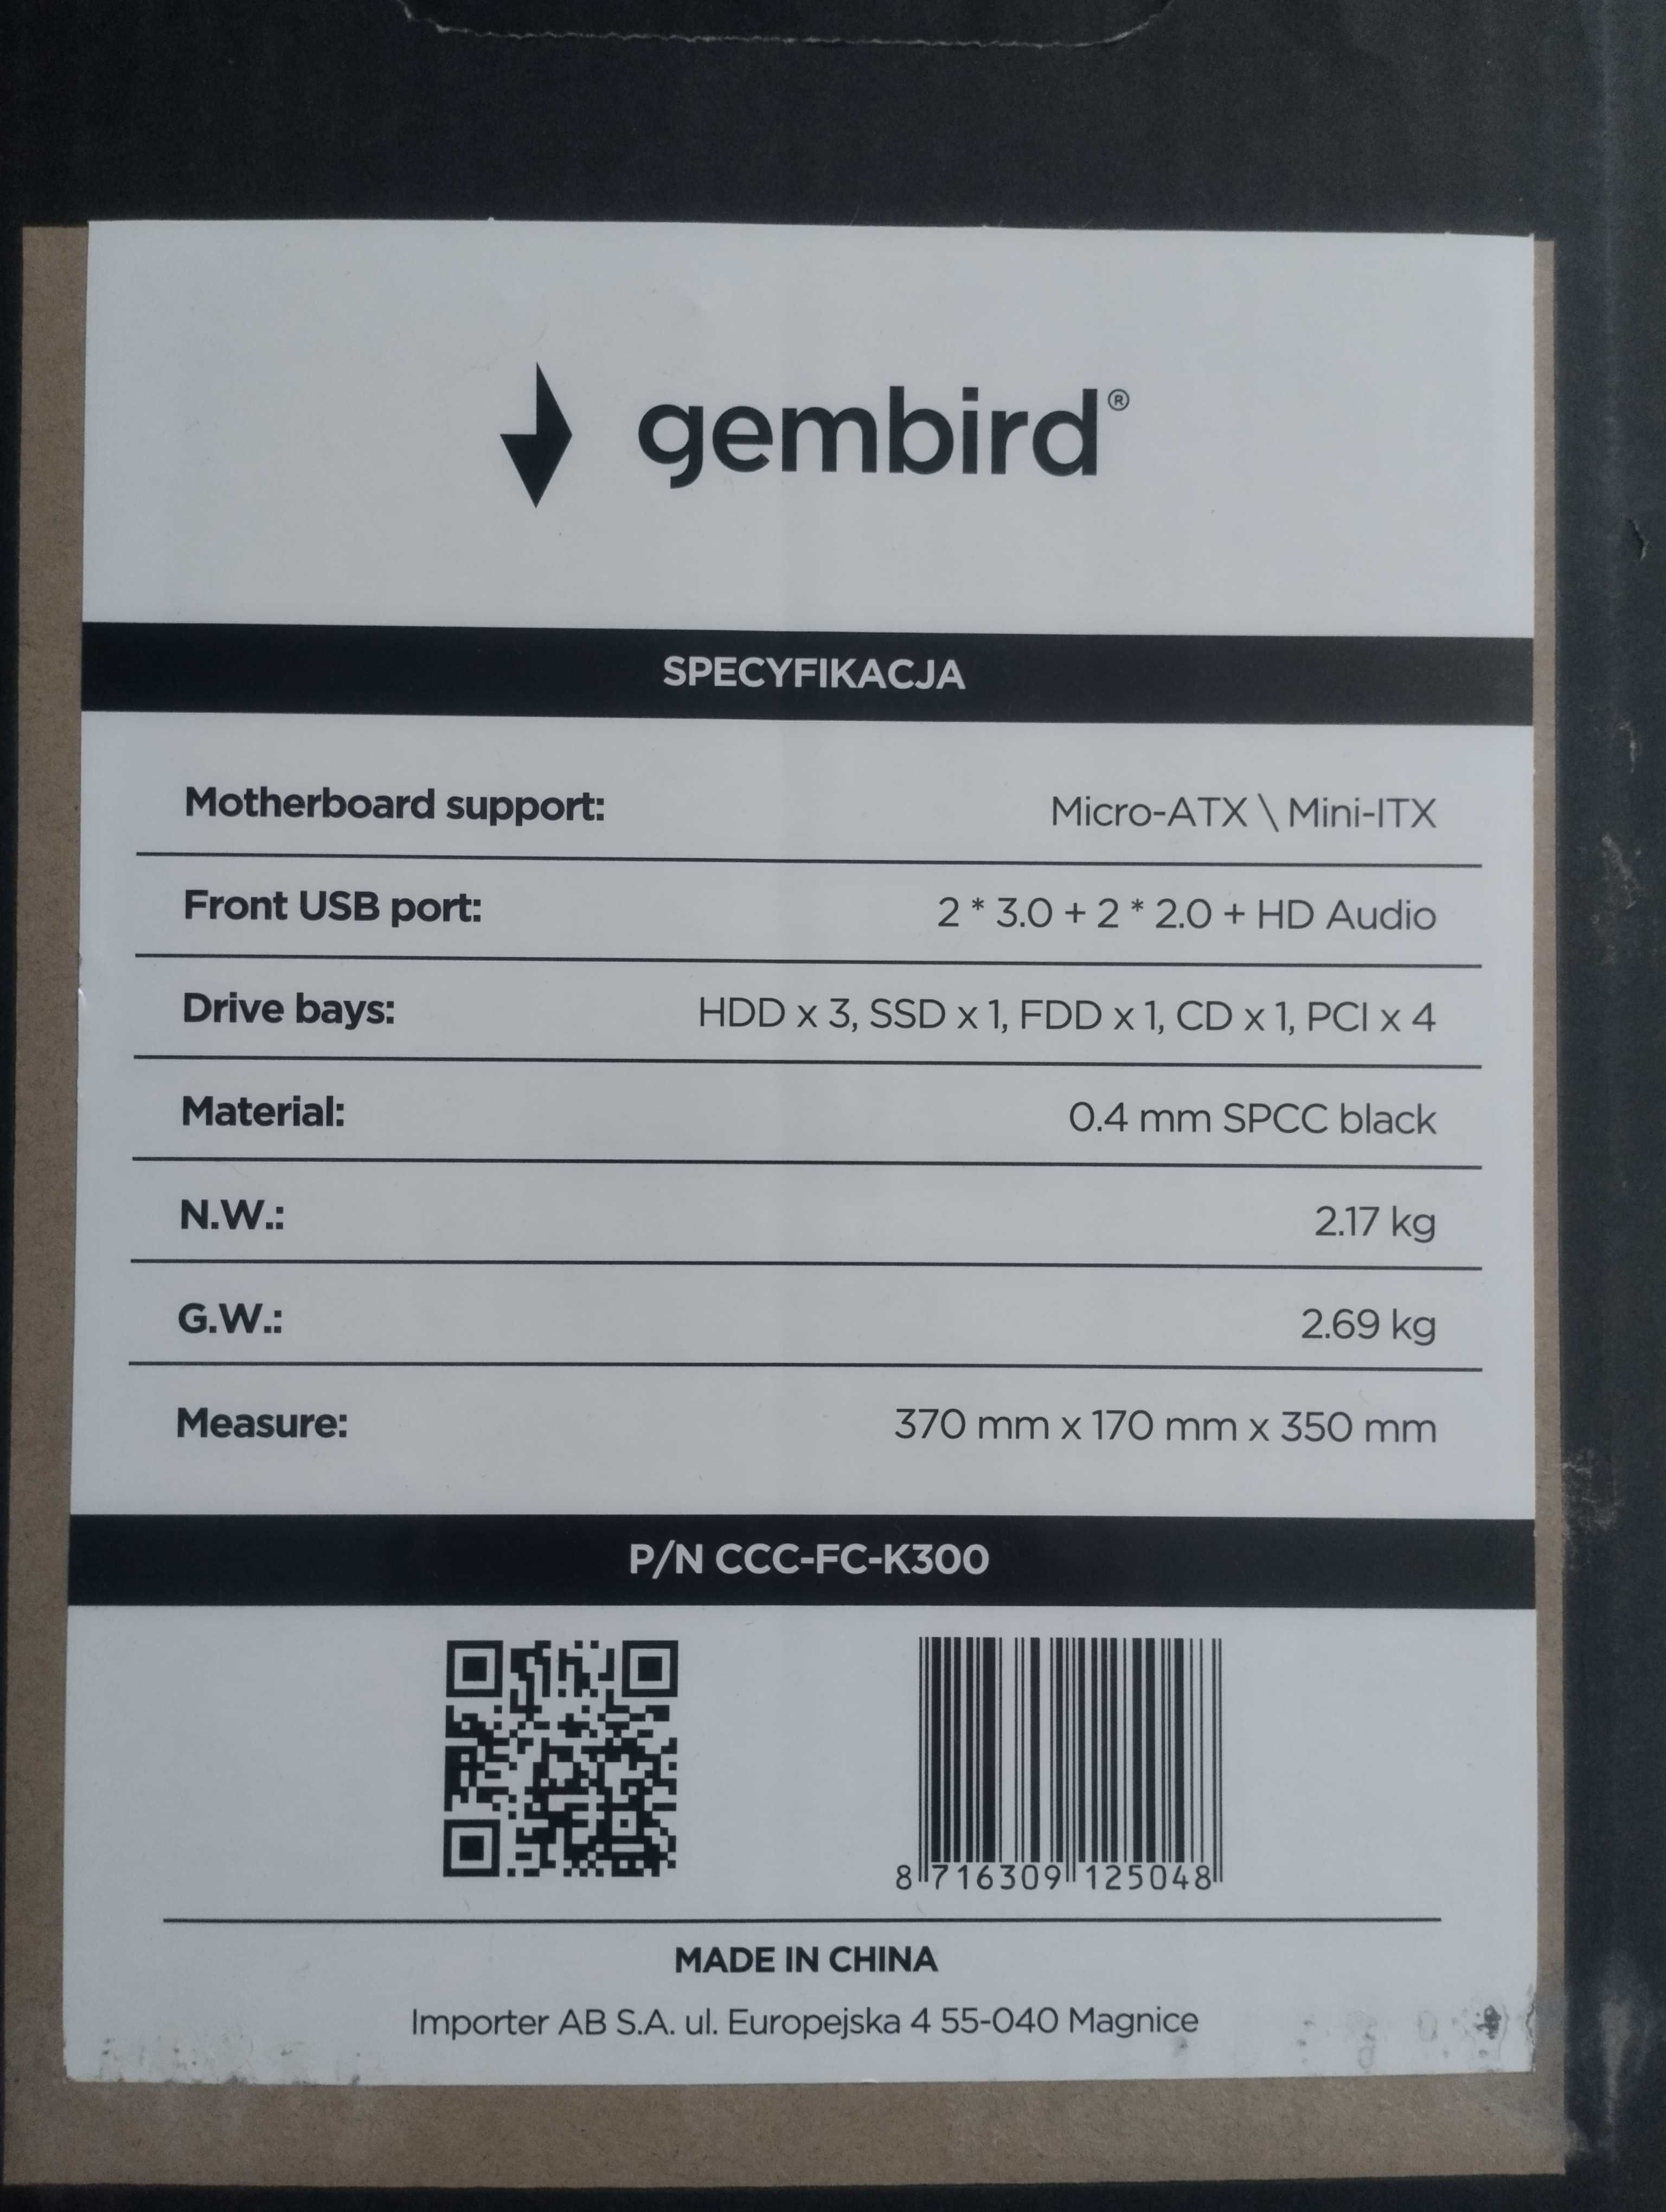 gembird®
SPECYFIKACJA
Motherboard support: Micro-ATX \ Mini-ITX
Front USB port: 2 * 3.0 + 2 * 2.0 + HD Audio
Drive bays: HDD x 3, SSD x 1, FDD x 1, CD x 1, PCI x 4
Material: 0.4 mm SPCC black
N.W.: 2.17 kg
G.W.: 2.69 kg
Measure: 370 mm x 170 mm x 350 mm
P/N CCC-FC-K300
8 716309 125048
MADE IN CHINA
Importer AB S.A. ul. Europejska 4 55-040 Magnice